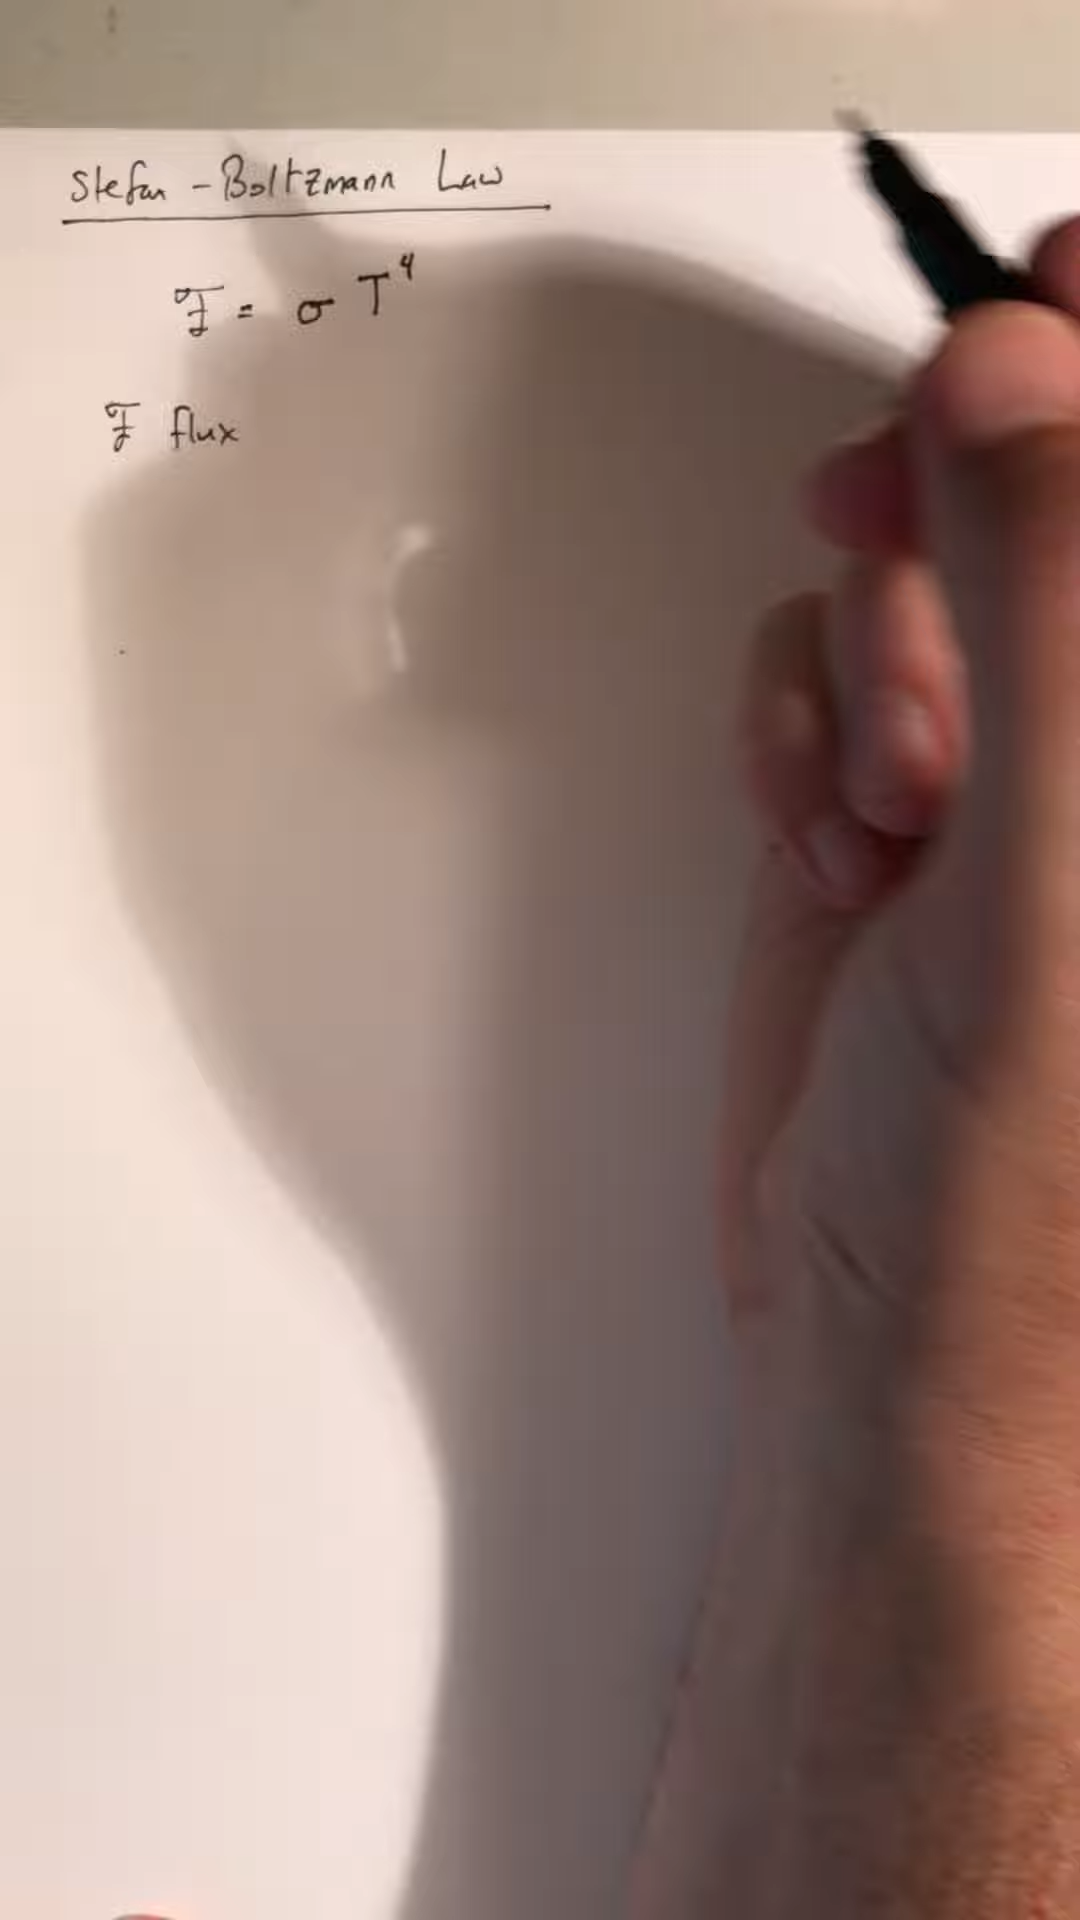 Stefan-Boltzmann Law
ℱ = σ T⁴
ℱ flux